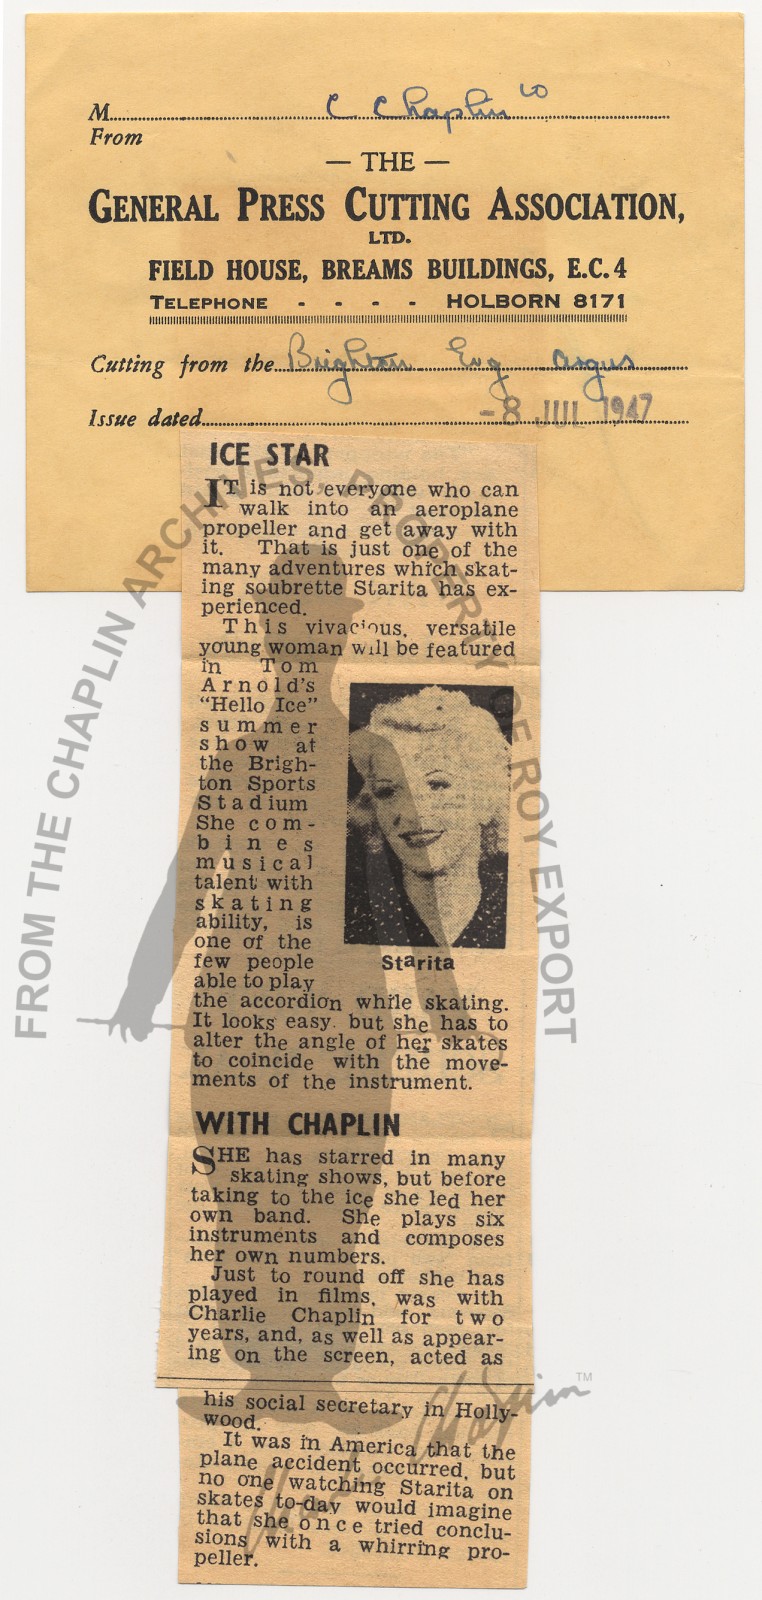 M. C Chaplin Co
From
— THE —
GENERAL PRESS CUTTING ASSOCIATION,
LTD.
FIELD HOUSE, BREAMS BUILDINGS, E.C.4
TELEPHONE - - - - HOLBORN 8171
Cutting from the Brighton Evg Argus
Issue dated -8 JUL 1947
ICE STAR
IT is not everyone who can
walk into an aeroplane
propeller and get away with
it. That is just one of the
many adventures which skat-
ing soubrette Starita has ex-
perienced.
This vivacious, versatile
young woman will be featured
in Tom
Arnold's
"Hello Ice"
summer
show at
the Brigh-
ton Sports
Stadium
She com-
bines
musical
talent with
skating
ability, is
one of the
few people
able to play
Starita
the accordion while skating.
It looks easy but she has to
alter the angle of her skates
to coincide with the move-
ments of the instrument.
WITH CHAPLIN
SHE has starred in many
skating shows, but before
taking to the ice she led her
own band. She plays six
instruments and composes
her own numbers.
Just to round off she has
played in films, was with
Charlie Chaplin for two
years, and, as well as appear-
ing on the screen, acted as
his social secretary in Holly-
wood.
It was in America that the
plane accident occurred, but
no one watching Starita on
skates to-day would imagine
that she once tried conclu-
sions with a whirring pro-
peller.
FROM THE CHAPLIN ARCHIVES, PROPERTY OF ROY EXPORT
Charlie Chaplin TM